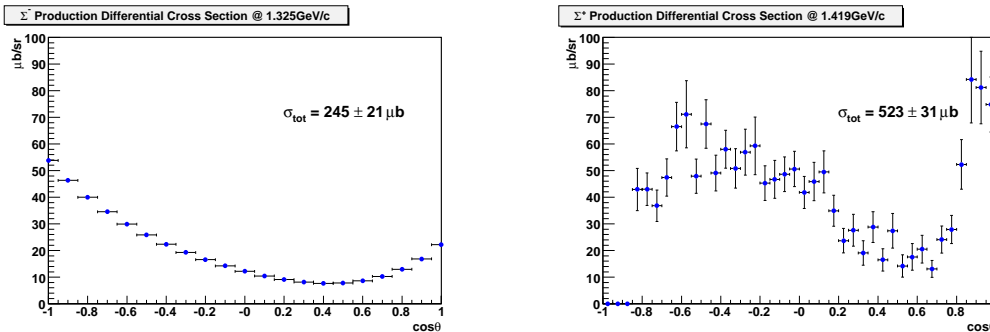 Σ⁻ Production Differential Cross Section @ 1.325GeV/c
μb/sr
100
90
80
70
60
50
40
30
20
10
0
σtot = 245 ± 21 μb
-1 -0.8 -0.6 -0.4 -0.2 -0 0.2 0.4 0.6 0.8 1
cosθ
Σ⁺ Production Differential Cross Section @ 1.419GeV/c
μb/sr
100
90
80
70
60
50
40
30
20
10
0
σtot = 523 ± 31 μb
-1 -0.8 -0.6 -0.4 -0.2 -0 0.2 0.4 0.6 0.8